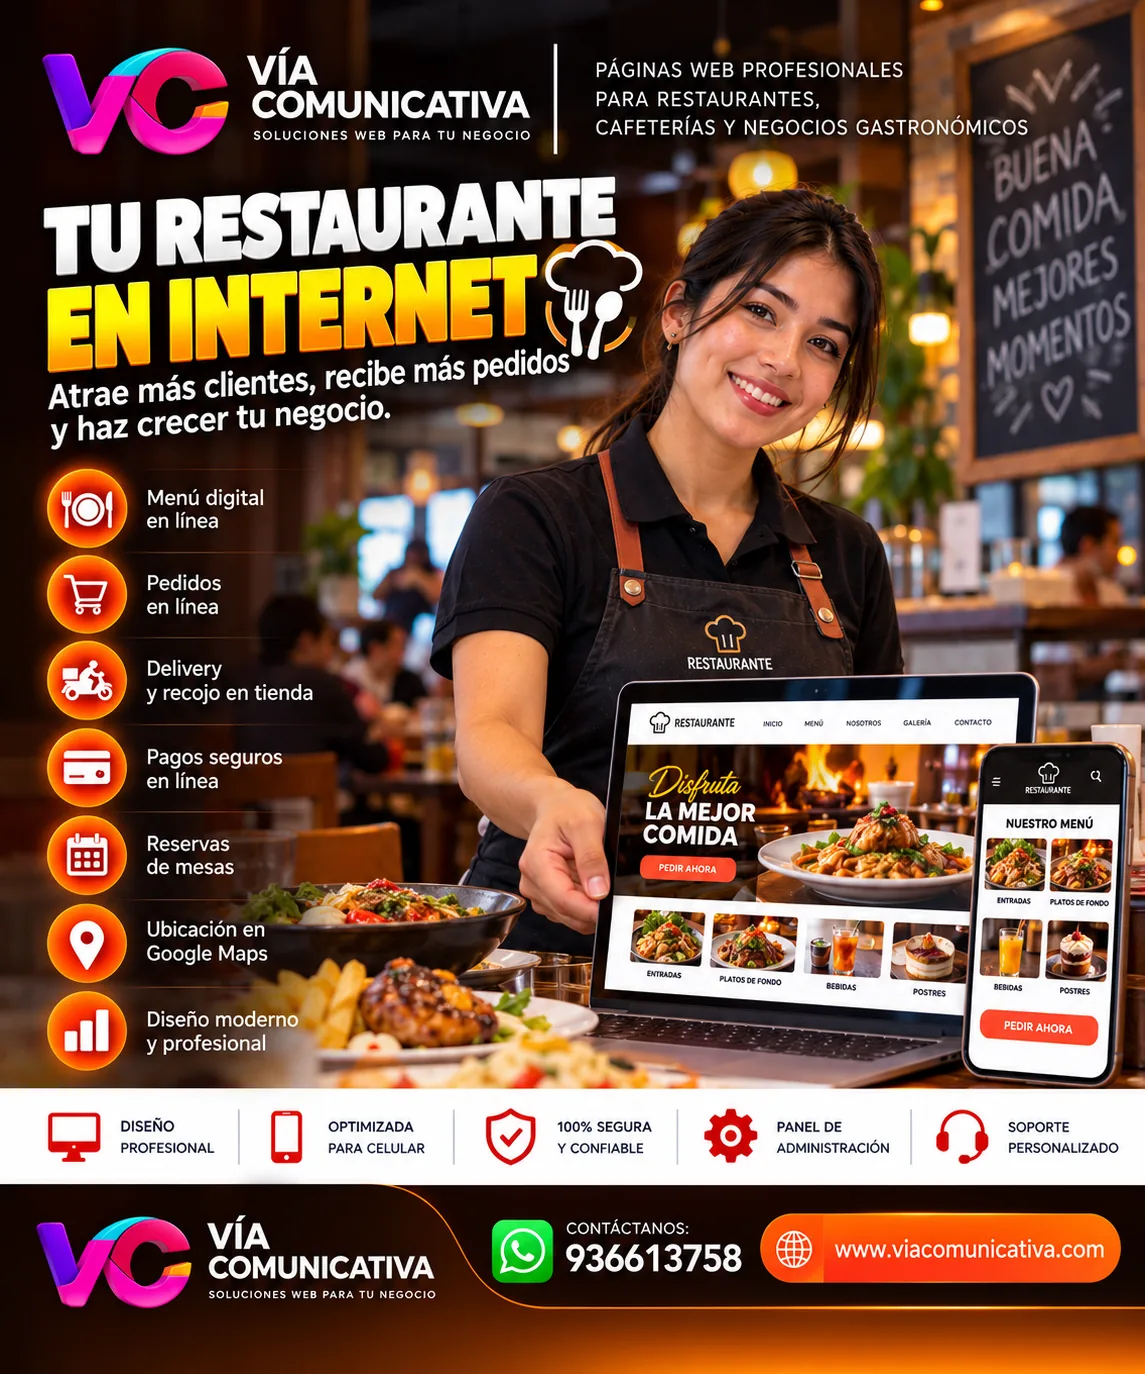 VC
VÍA
COMUNICATIVA
SOLUCIONES WEB PARA TU NEGOCIO
PÁGINAS WEB PROFESIONALES
PARA RESTAURANTES,
CAFETERÍAS Y NEGOCIOS GASTRONÓMICOS
BUENA
COMIDA
MEJORES
MOMENTOS
TU RESTAURANTE
EN INTERNET
Atrae más clientes, recibe más pedidos
y haz crecer tu negocio.
Menú digital
en línea
Pedidos
en línea
Delivery
y recojo en tienda
Pagos seguros
en línea
Reservas
de mesas
Ubicación en
Google Maps
Diseño moderno
y profesional
RESTAURANTE
RESTAURANTE
INICIO
MENÚ
NOSOTROS
GALERÍA
CONTACTO
Disfruta
LA MEJOR
COMIDA
PEDIR AHORA
ENTRADAS
PLATOS DE FONDO
BEBIDAS
POSTRES
RESTAURANTE
NUESTRO MENÚ
ENTRADAS
PLATOS DE FONDO
BEBIDAS
POSTRES
PEDIR AHORA
DISEÑO
PROFESIONAL
OPTIMIZADA
PARA CELULAR
100% SEGURA
Y CONFIABLE
PANEL DE
ADMINISTRACIÓN
SOPORTE
PERSONALIZADO
VC
VÍA
COMUNICATIVA
SOLUCIONES WEB PARA TU NEGOCIO
CONTÁCTANOS:
936613758
www.viacomunicativa.com